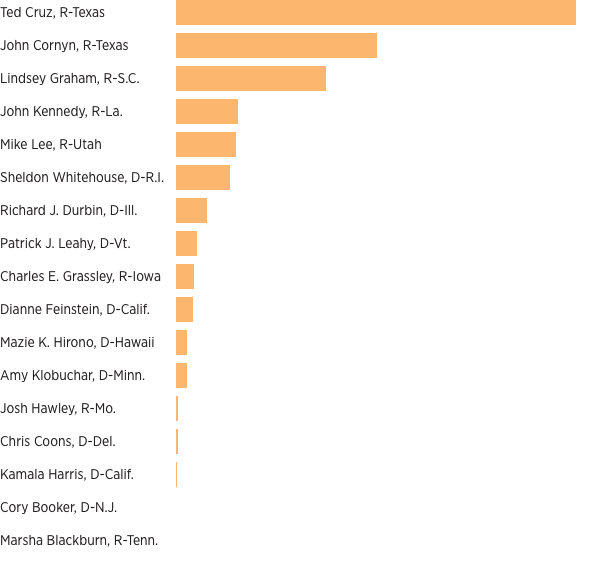 Ted Cruz, R-Texas
John Cornyn, R-Texas
Lindsey Graham, R-S.C.
John Kennedy, R-La.
Mike Lee, R-Utah
Sheldon Whitehouse, D-R.I.
Richard J. Durbin, D-Ill.
Patrick J. Leahy, D-Vt.
Charles E. Grassley, R-Iowa
Dianne Feinstein, D-Calif.
Mazie K. Hirono, D-Hawaii
Amy Klobuchar, D-Minn.
Josh Hawley, R-Mo.
Chris Coons, D-Del.
Kamala Harris, D-Calif.
Cory Booker, D-N.J.
Marsha Blackburn, R-Tenn.